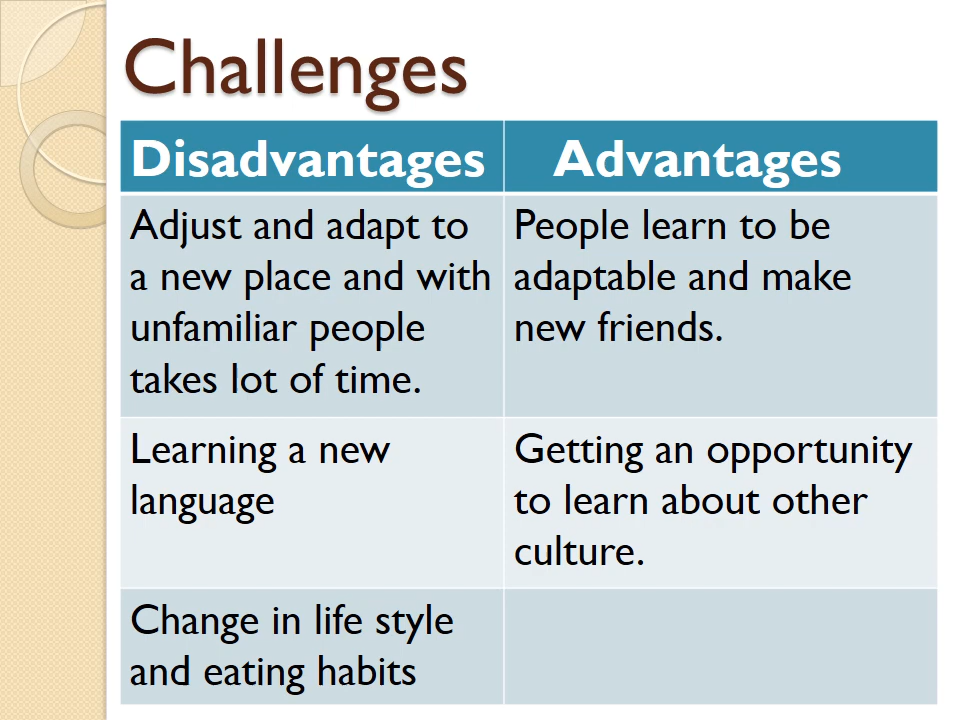 Challenges
Disadvantages
Advantages
Adjust and adapt to
a new place and with
unfamiliar people
takes lot of time.
People learn to be
adaptable and make
new friends.
Learning a new
language
Getting an opportunity
to learn about other
culture.
Change in life style
and eating habits